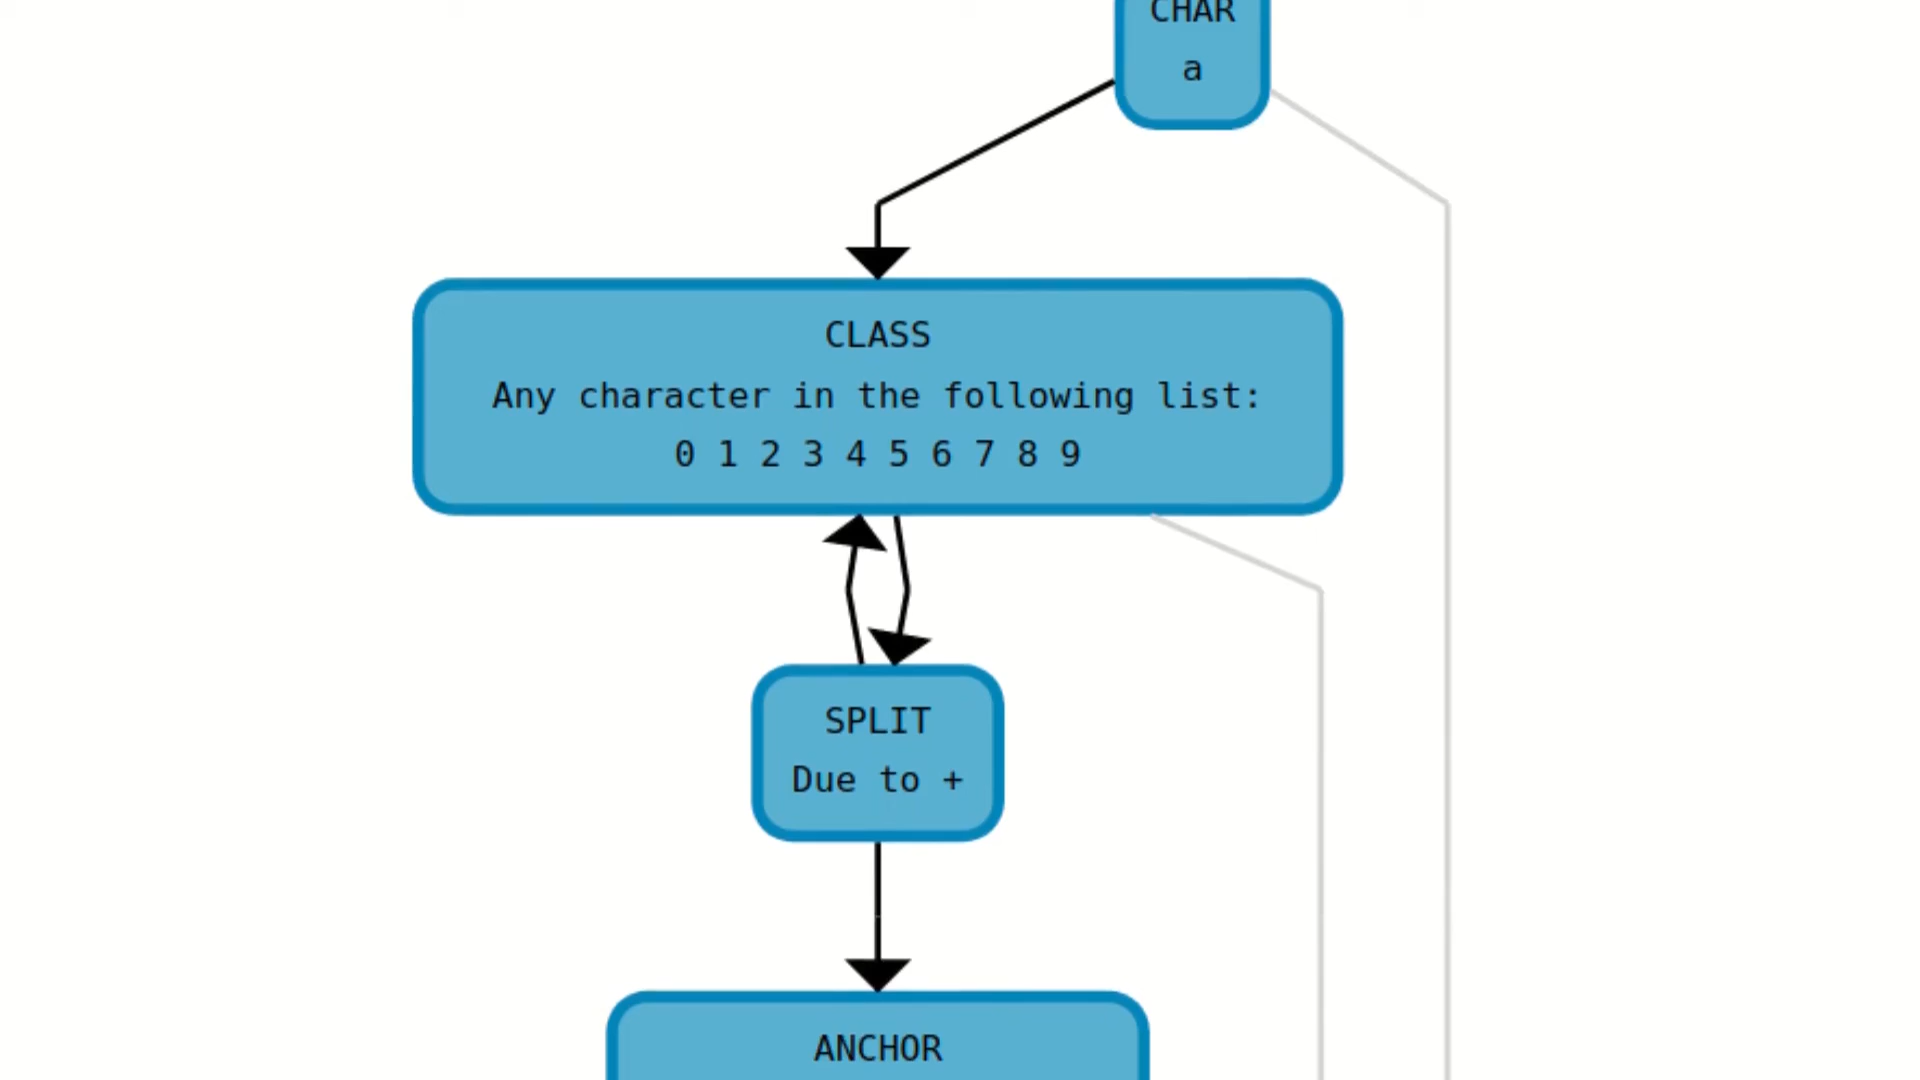 CHAR
a
CLASS
Any character in the following list:
0 1 2 3 4 5 6 7 8 9
SPLIT
Due to +
ANCHOR